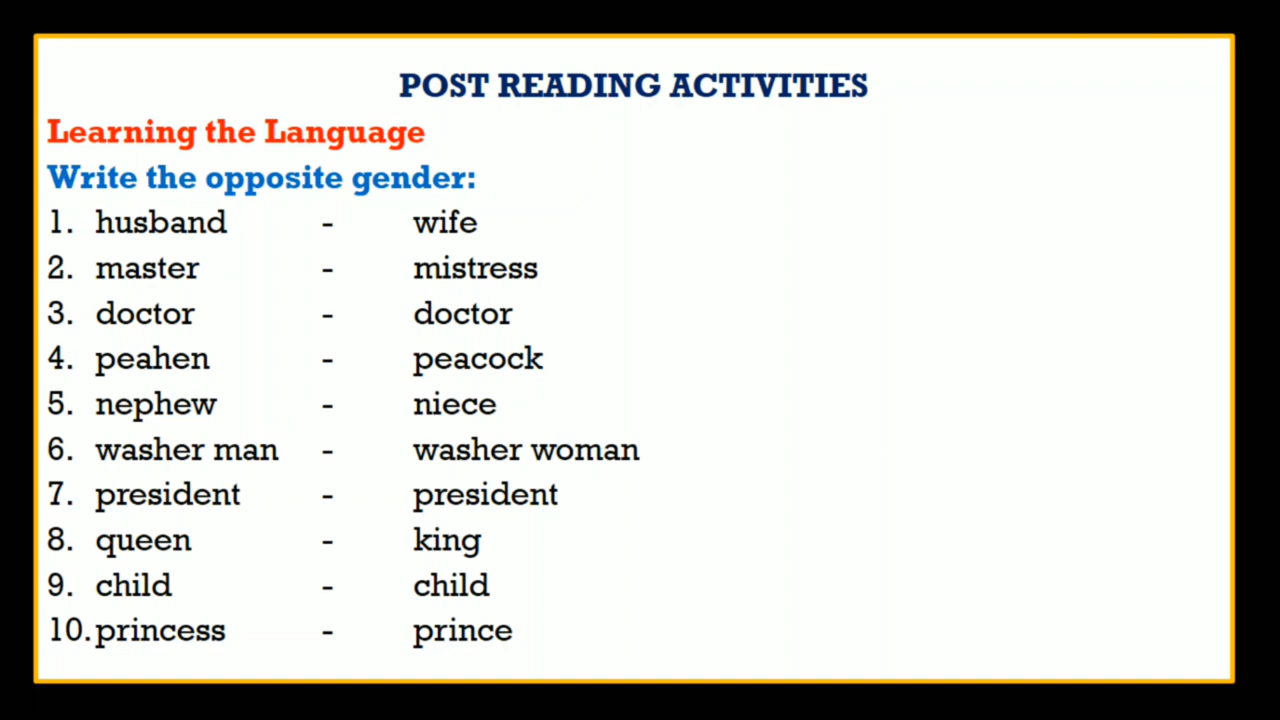 POST READING ACTIVITIES
Learning the Language
Write the opposite gender:
1. husband - wife
2. master - mistress
3. doctor - doctor
4. peahen - peacock
5. nephew - niece
6. washer man - washer woman
7. president - president
8. queen - king
9. child - child
10. princess - prince